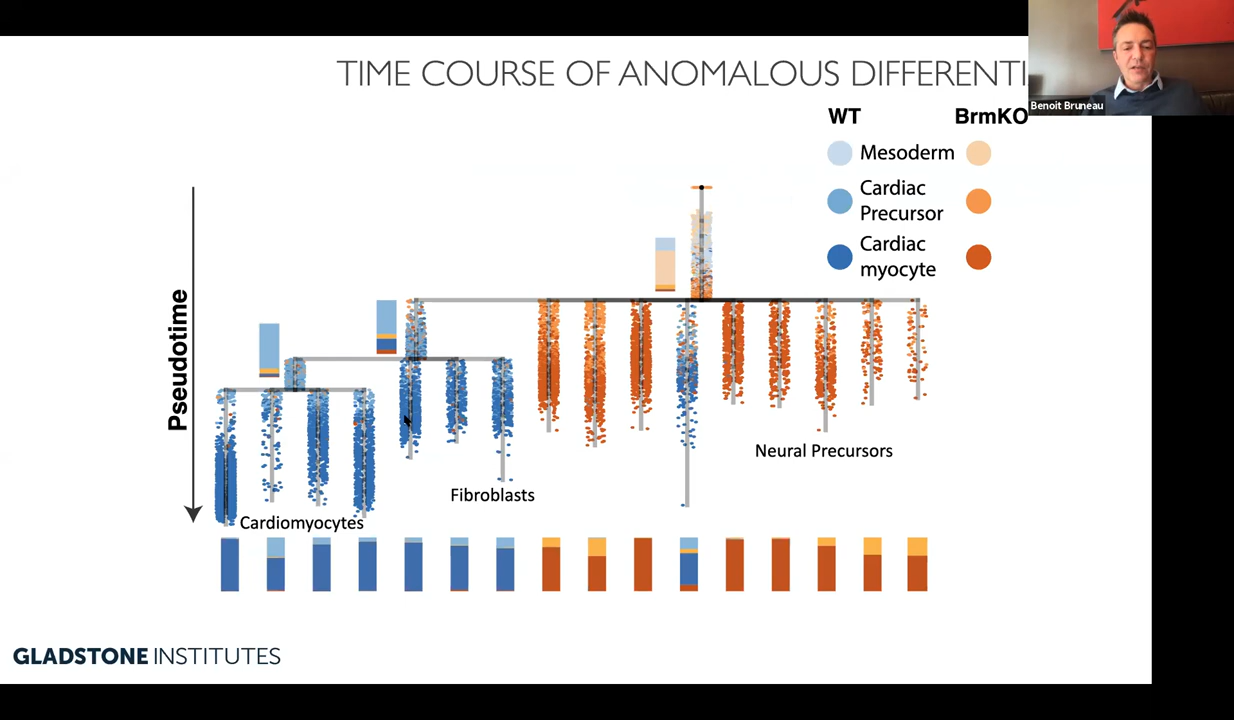 TIME COURSE OF ANOMALOUS DIFFERENTI
Benoit Bruneau
WT
BrmKO
Mesoderm
Cardiac
Precursor
Cardiac
myocyte
Pseudotime
Neural Precursors
Fibroblasts
Cardiomyocytes
GLADSTONE INSTITUTES